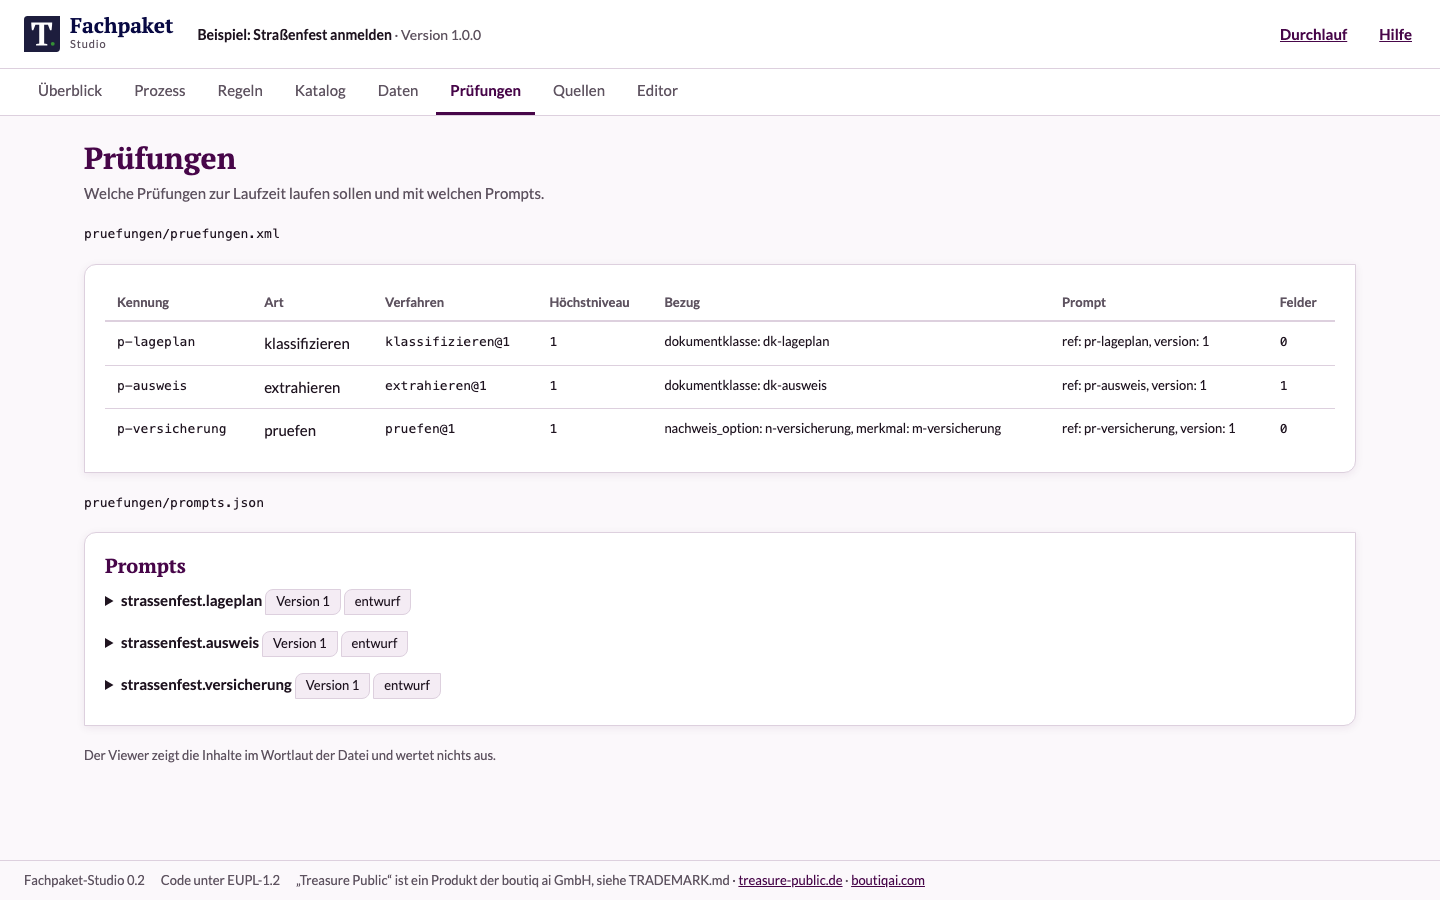 T. Fachpaket
Studio
Beispiel: Straßenfest anmelden · Version 1.0.0
Durchlauf Hilfe
Überblick Prozess Regeln Katalog Daten Prüfungen Quellen Editor
Prüfungen
Welche Prüfungen zur Laufzeit laufen sollen und mit welchen Prompts.
pruefungen/pruefungen.xml
Kennung Art Verfahren Höchstniveau Bezug Prompt Felder
p-lageplan klassifizieren klassifizieren@1 1 dokumentklasse: dk-lageplan ref: pr-lageplan, version: 1 0
p-ausweis extrahieren extrahieren@1 1 dokumentklasse: dk-ausweis ref: pr-ausweis, version: 1 1
p-versicherung pruefen pruefen@1 1 nachweis_option: n-versicherung, merkmal: m-versicherung ref: pr-versicherung, version: 1 0
pruefungen/prompts.json
Prompts
strassenfest.lageplan Version 1 entwurf
strassenfest.ausweis Version 1 entwurf
strassenfest.versicherung Version 1 entwurf
Der Viewer zeigt die Inhalte im Wortlaut der Datei und wertet nichts aus.
Fachpaket-Studio 0.2 Code unter EUPL-1.2 „Treasure Public“ ist ein Produkt der boutiq ai GmbH, siehe TRADEMARK.md · treasure-public.de · boutiqai.com